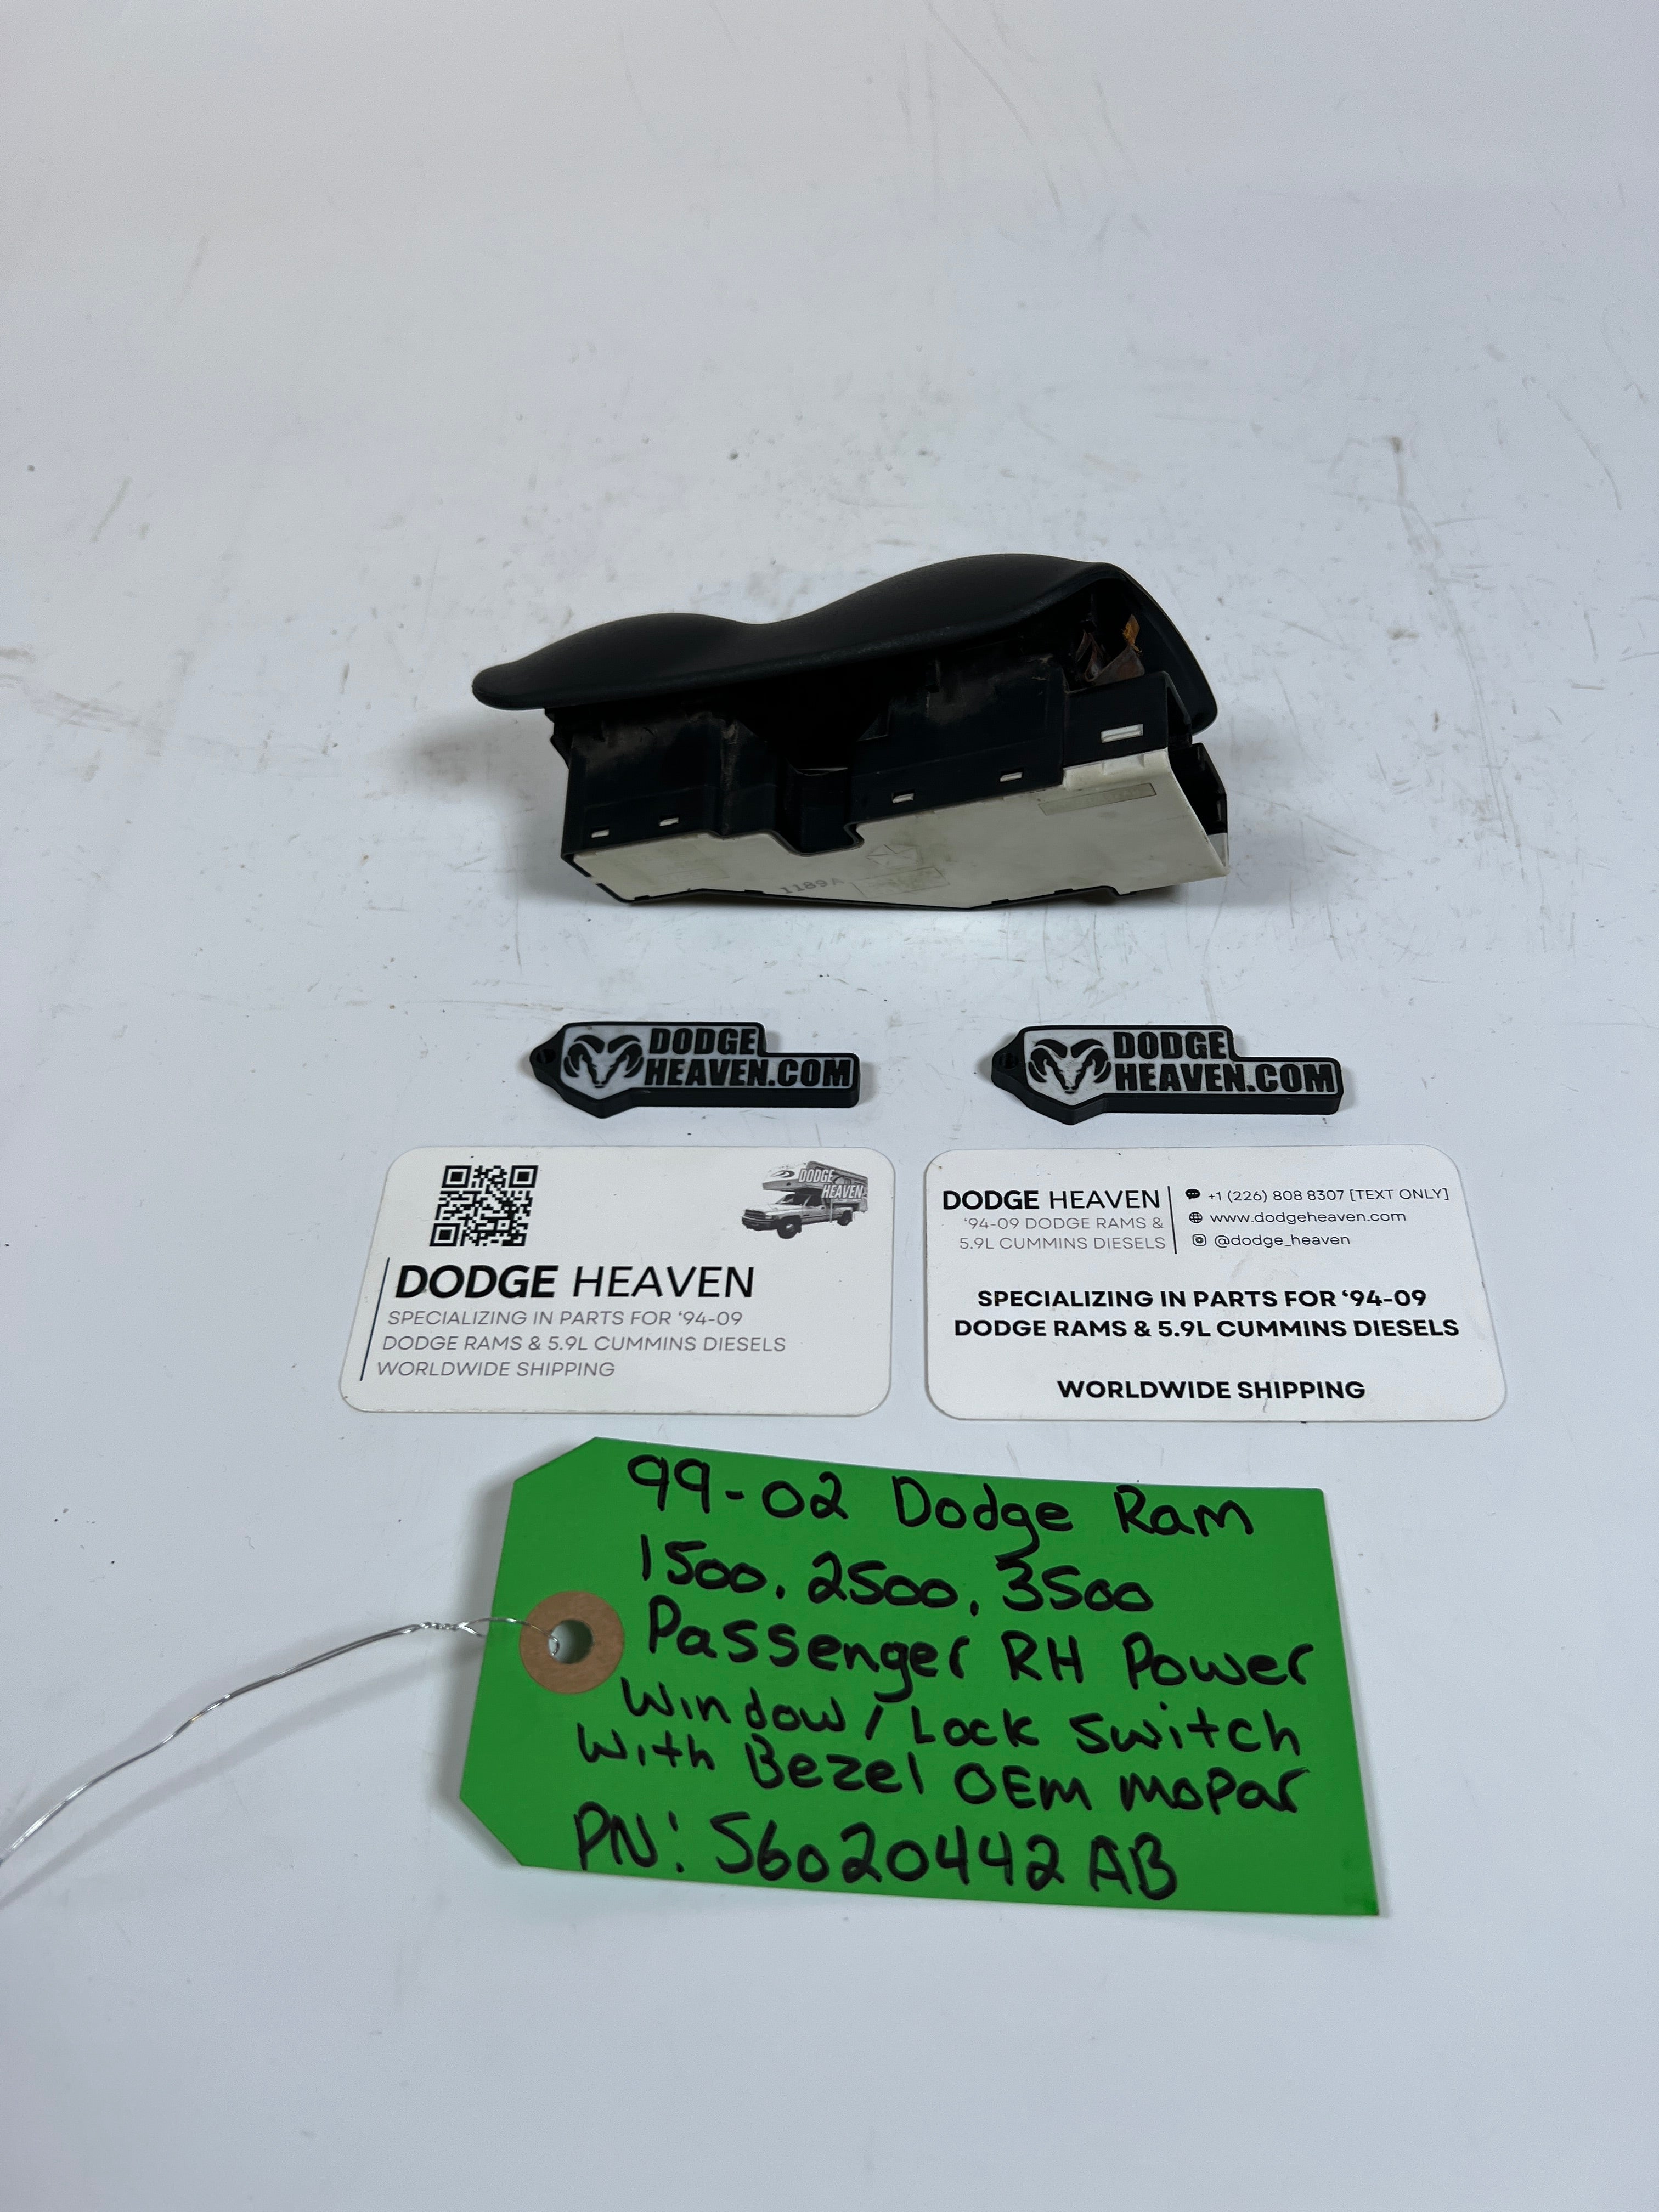 1189A
DODGE
HEAVEN.COM
DODGE
HEAVEN.COM
DODGE
HEAVEN
DODGE HEAVEN
SPECIALIZING IN PARTS FOR ‘94-09
DODGE RAMS & 5.9L CUMMINS DIESELS
WORLDWIDE SHIPPING
DODGE HEAVEN
‘94-09 DODGE RAMS &
5.9L CUMMINS DIESELS
+1 (226) 808 8307 [TEXT ONLY]
www.dodgeheaven.com
@dodge_heaven
SPECIALIZING IN PARTS FOR ‘94-09
DODGE RAMS & 5.9L CUMMINS DIESELS
WORLDWIDE SHIPPING
99-02 Dodge Ram
1500, 2500, 3500
Passenger RH Power
Window / Lock Switch
With Bezel OEM Mopar
PN: 56020442AB